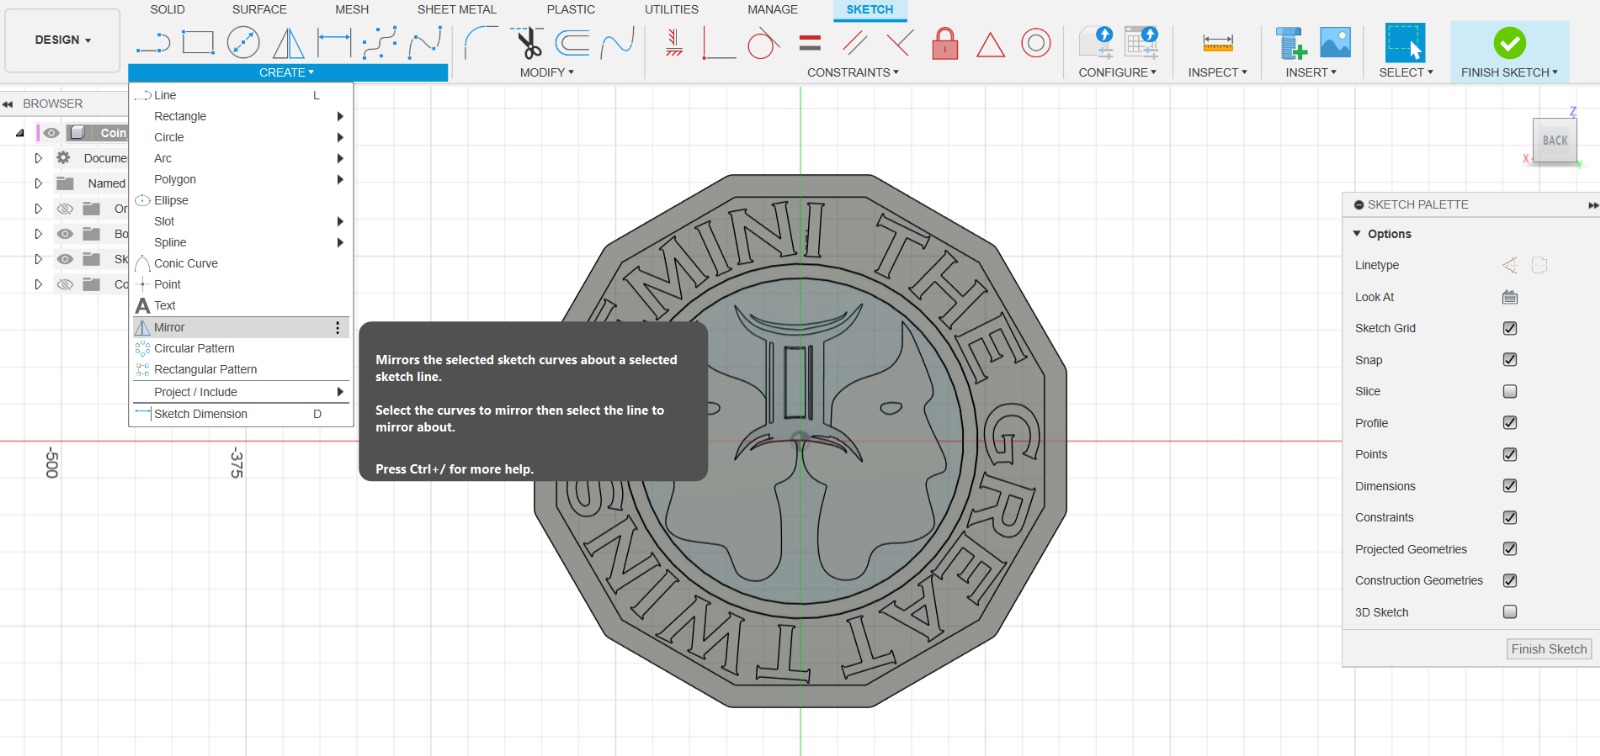 SOLID SURFACE MESH SHEET METAL PLASTIC UTILITIES MANAGE SKETCH
DESIGN
CREATE MODIFY CONSTRAINTS CONFIGURE INSPECT INSERT SELECT FINISH SKETCH
BROWSER
Coin
Docume
Named
Or
Bo
Sk
Co
Line L
Rectangle
Circle
Arc
Polygon
Ellipse
Slot
Spline
Conic Curve
Point
A Text
Mirror
Circular Pattern
Rectangular Pattern
Project / Include
Sketch Dimension D
Mirrors the selected sketch curves about a selected
sketch line.
Select the curves to mirror then select the line to
mirror about.
Press Ctrl+/ for more help.
-500
-375
EMINI THE GREAT TWINS
Z
BACK
X
Y
SKETCH PALETTE
Options
Linetype
Look At
Sketch Grid
Snap
Slice
Profile
Points
Dimensions
Constraints
Projected Geometries
Construction Geometries
3D Sketch
Finish Sketch